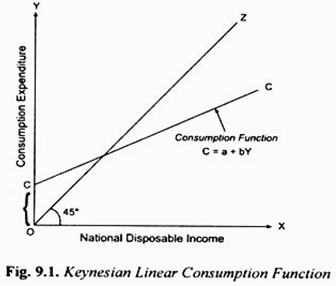 Y
Z
Consumption Expenditure
C
Consumption Function
C = a + bY
C
45°
O
X
National Disposable Income
Fig. 9.1. Keynesian Linear Consumption Function